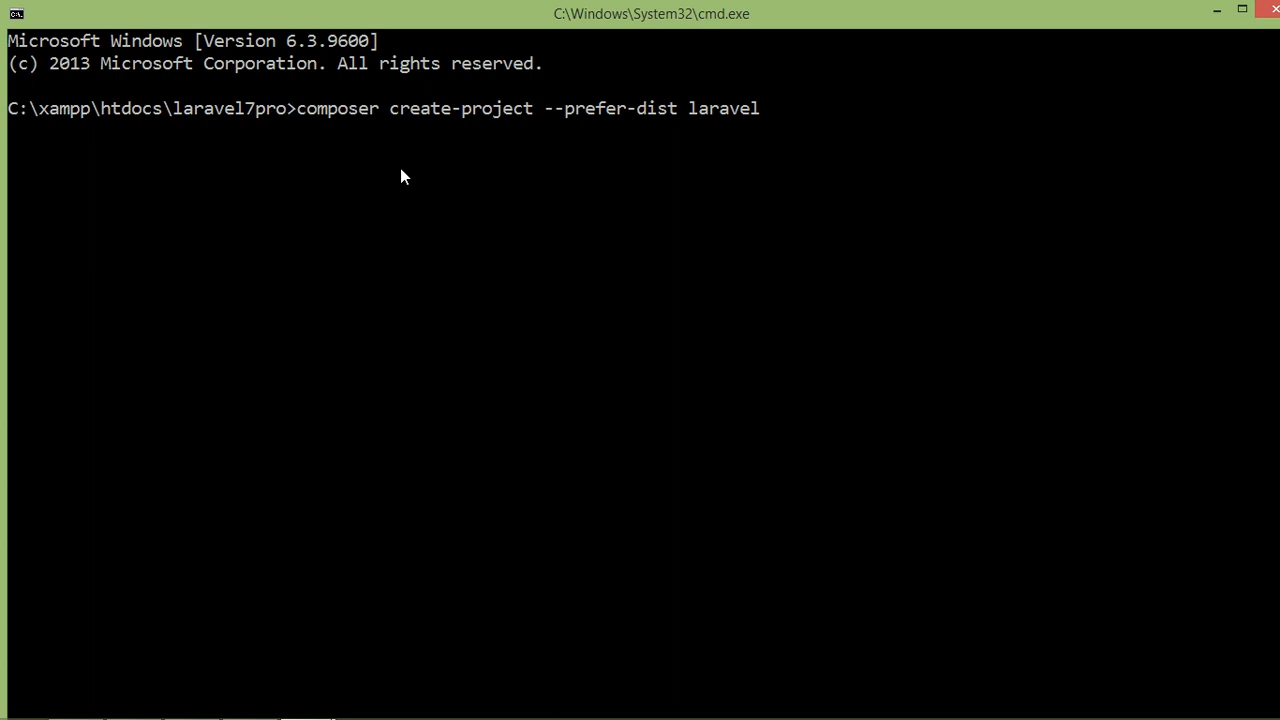 C:\Windows\System32\cmd.exe
Microsoft Windows [Version 6.3.9600]
(c) 2013 Microsoft Corporation. All rights reserved.
C:\xampp\htdocs\laravel7pro>composer create-project --prefer-dist laravel